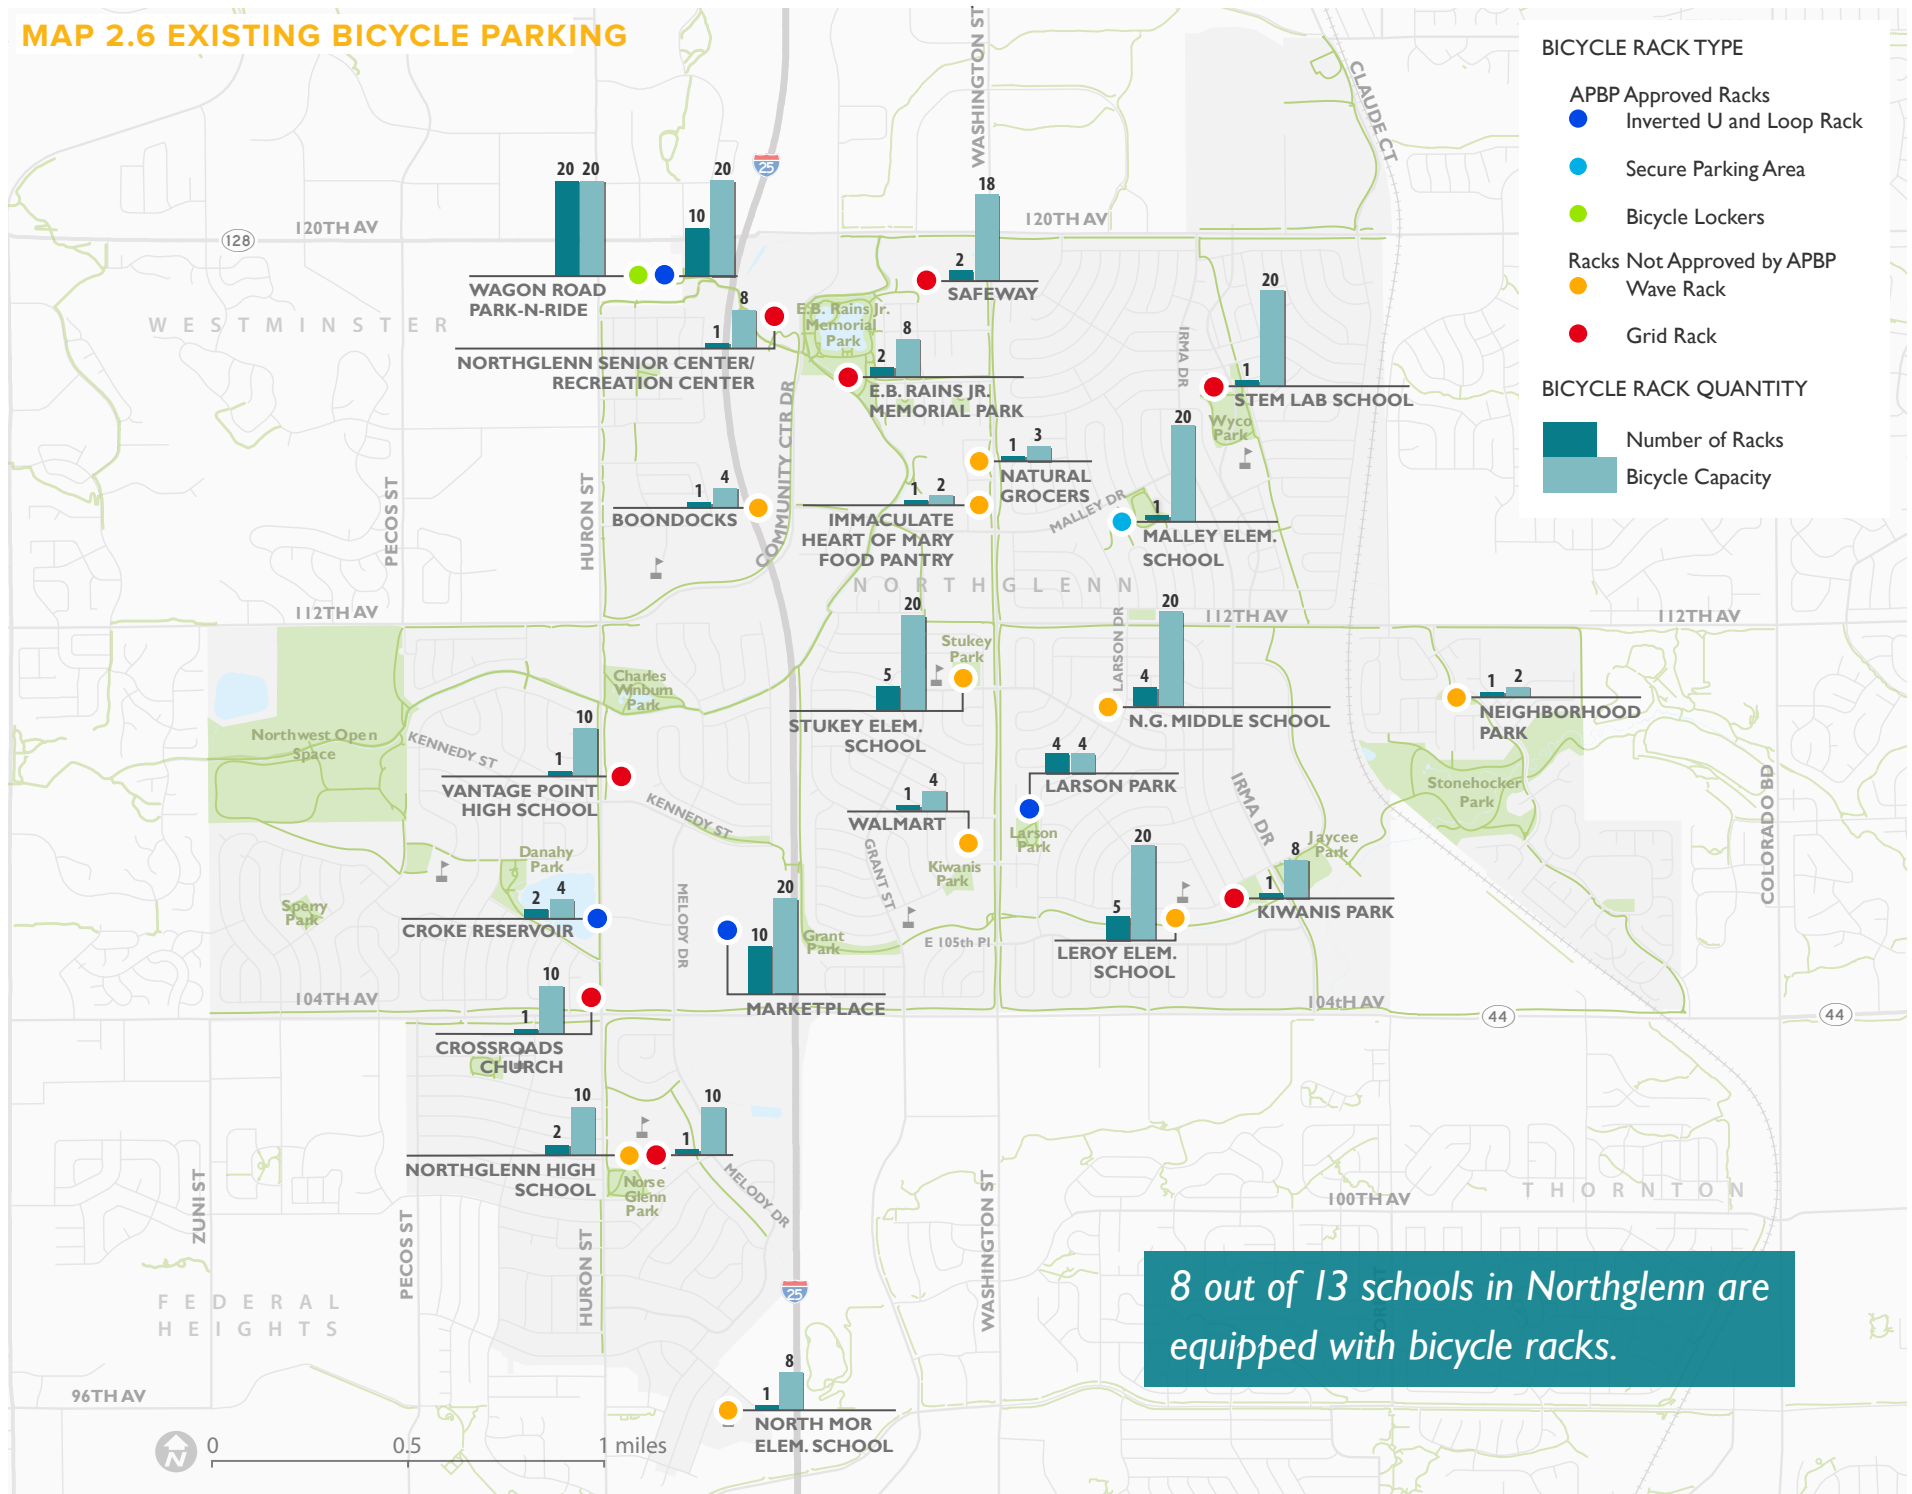 MAP 2.6 EXISTING BICYCLE PARKING
BICYCLE RACK TYPE
APBP Approved Racks
Inverted U and Loop Rack
Secure Parking Area
Bicycle Lockers
Racks Not Approved by APBP
Wave Rack
Grid Rack
BICYCLE RACK QUANTITY
Number of Racks
Bicycle Capacity
WASHINGTON ST
CLAUDE CT
25
128
120TH AV
120TH AV
20 20
10
20
WAGON ROAD
PARK-N-RIDE
2
18
SAFEWAY
WESTMINSTER
1
8
NORTHGLENN SENIOR CENTER/
RECREATION CENTER
E.B. Rains Jr.
Memorial
Park
2
8
E.B. RAINS JR.
MEMORIAL PARK
IRMA DR
1
20
STEM LAB SCHOOL
Wyco
Park
COMMUNITY CTR DR
PECOS ST
HURON ST
1
4
BOONDOCKS
1
3
NATURAL
GROCERS
1
2
IMMACULATE
HEART OF MARY
FOOD PANTRY
MALLEY DR
1
20
MALLEY ELEM.
SCHOOL
NORTHGLENN
112TH AV
112TH AV
112TH AV
Charles
Winburn
Park
5
20
Stukey
Park
STUKEY ELEM.
SCHOOL
LARSON DR
4
20
N.G. MIDDLE SCHOOL
1
2
NEIGHBORHOOD
PARK
Northwest Open
Space
KENNEDY ST
1
10
VANTAGE POINT
HIGH SCHOOL
KENNEDY ST
4 4
LARSON PARK
Larson
Park
1
4
WALMART
Kiwanis
Park
GRANT ST
IRMA DR
Stonehocker
Park
COLORADO BD
Jaycee
Park
1
8
KIWANIS PARK
5
20
LEROY ELEM.
SCHOOL
Danahy
Park
2
4
CROKE RESERVOIR
Sperry
Park
MELODY DR
10
20
MARKETPLACE
Grant
Park
E 105th Pl
104TH AV
104th AV
44
44
1
10
CROSSROADS
CHURCH
2
10
NORTHGLENN HIGH
SCHOOL
1
10
Norse
Glenn
Park
MELODY DR
ZUNI ST
PECOS ST
HURON ST
WASHINGTON ST
100TH AV
THORNTON
FEDERAL
HEIGHTS
25
8 out of 13 schools in Northglenn are
equipped with bicycle racks.
96TH AV
1
8
NORTH MOR
ELEM. SCHOOL
N
0
0.5
1 miles